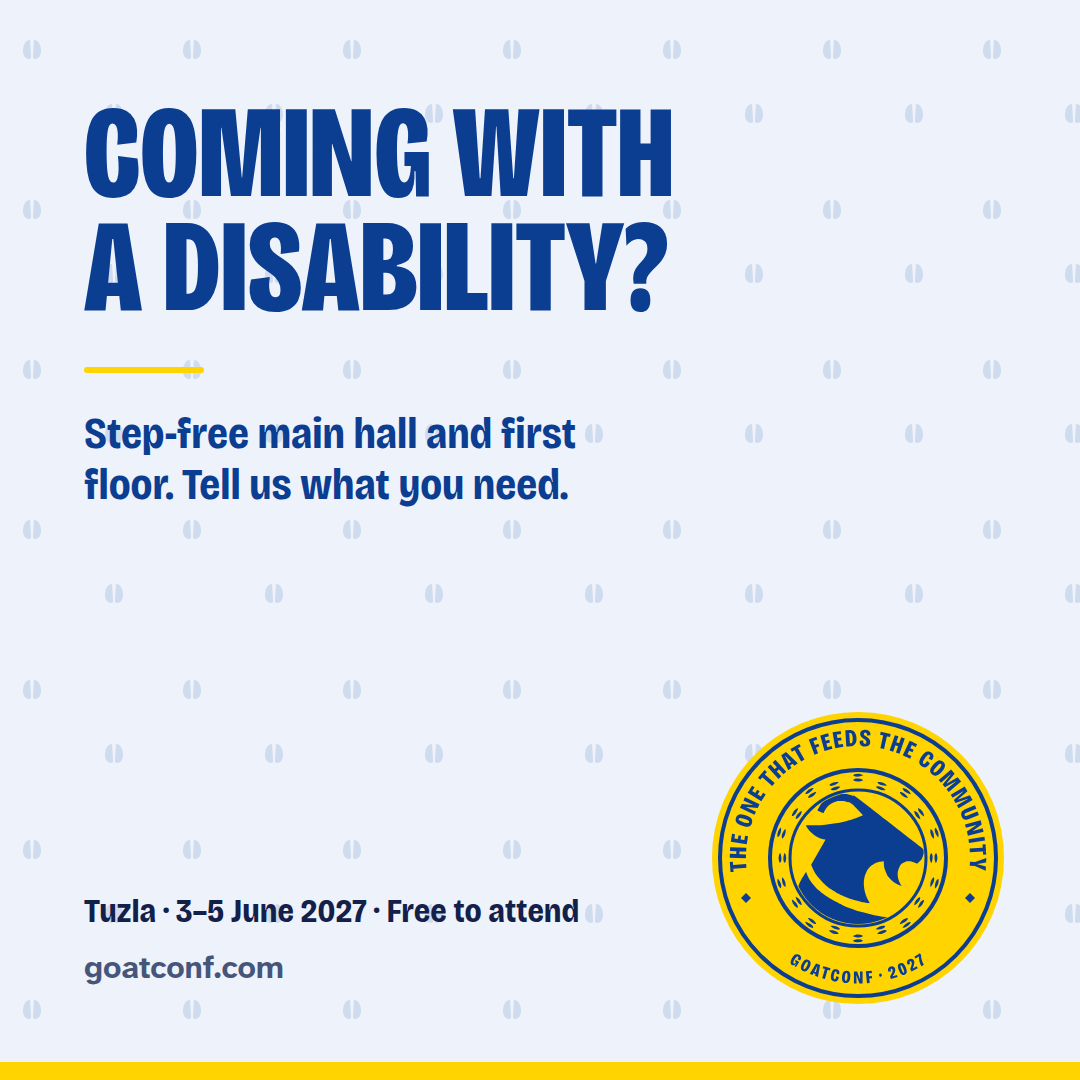 COMING WITH
A DISABILITY?
Step-free main hall and first
floor. Tell us what you need.
Tuzla · 3–5 June 2027 · Free to attend
goatconf.com
THE ONE THAT FEEDS THE COMMUNITY
GOATCONF · 2027